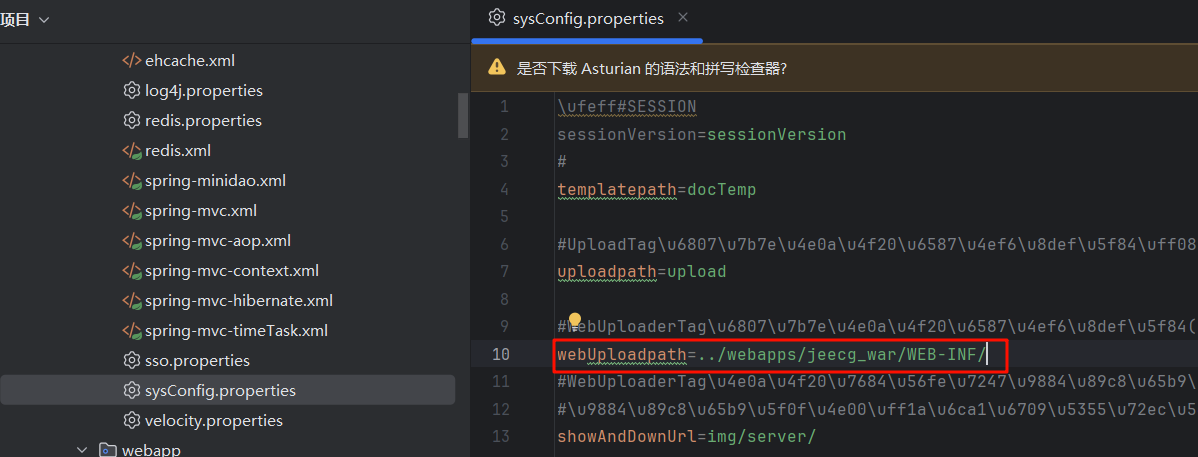 项目
ehcache.xml
log4j.properties
redis.properties
redis.xml
spring-minidao.xml
spring-mvc.xml
spring-mvc-aop.xml
spring-mvc-context.xml
spring-mvc-hibernate.xml
spring-mvc-timeTask.xml
sso.properties
sysConfig.properties
velocity.properties
webapp
sysConfig.properties
是否下载 Asturian 的语法和拼写检查器?
1 \ufeff#SESSION
2 sessionVersion=sessionVersion
3 #
4 templatepath=docTemp
5
6 #UploadTag\u6807\u7b7e\u4e0a\u4f20\u6587\u4ef6\u8def\u5f84\uff08
7 uploadpath=upload
8
9 #WebUploaderTag\u6807\u7b7e\u4e0a\u4f20\u6587\u4ef6\u8def\u5f84(
10 webUploadpath=../webapps/jeecg_war/WEB-INF/
11 #WebUploaderTag\u4e0a\u4f20\u7684\u56fe\u7247\u9884\u89c8\u65b9\
12 #\u9884\u89c8\u65b9\u5f0f\u4e00\uff1a\u6ca1\u6709\u5355\u72ec\u5
13 showAndDownUrl=img/server/